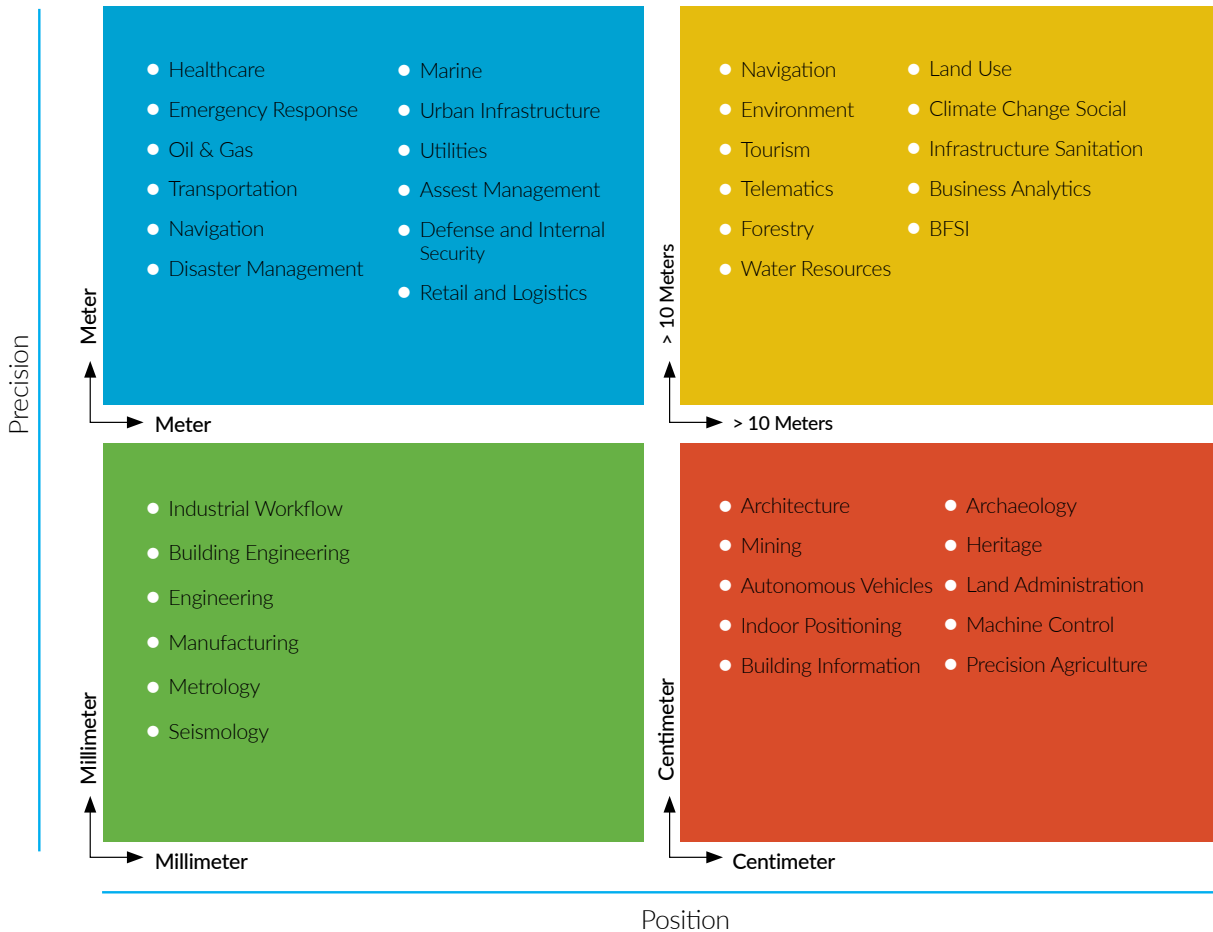 Precision
Meter
Healthcare
Emergency Response
Oil & Gas
Transportation
Navigation
Disaster Management
Marine
Urban Infrastructure
Utilities
Assest Management
Defense and Internal
Security
Retail and Logistics
Meter
> 10 Meters
Navigation
Environment
Tourism
Telematics
Forestry
Water Resources
Land Use
Climate Change Social
Infrastructure Sanitation
Business Analytics
BFSI
> 10 Meters
Millimeter
Industrial Workflow
Building Engineering
Engineering
Manufacturing
Metrology
Seismology
Millimeter
Centimeter
Architecture
Mining
Autonomous Vehicles
Indoor Positioning
Building Information
Archaeology
Heritage
Land Administration
Machine Control
Precision Agriculture
Centimeter
Position